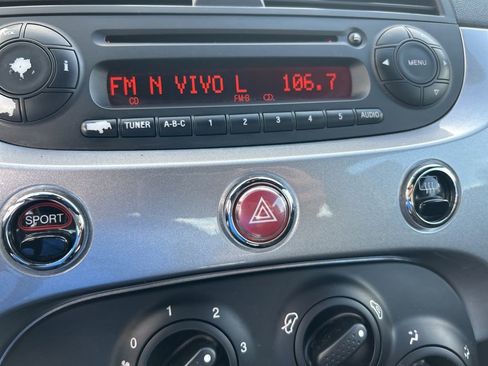 MENU
FM N VIVO L 106.7
CD FM-B CD.
TUNER A-B-C 1 2 3 4 5 AUDIO
SPORT
0 1 2 3 4